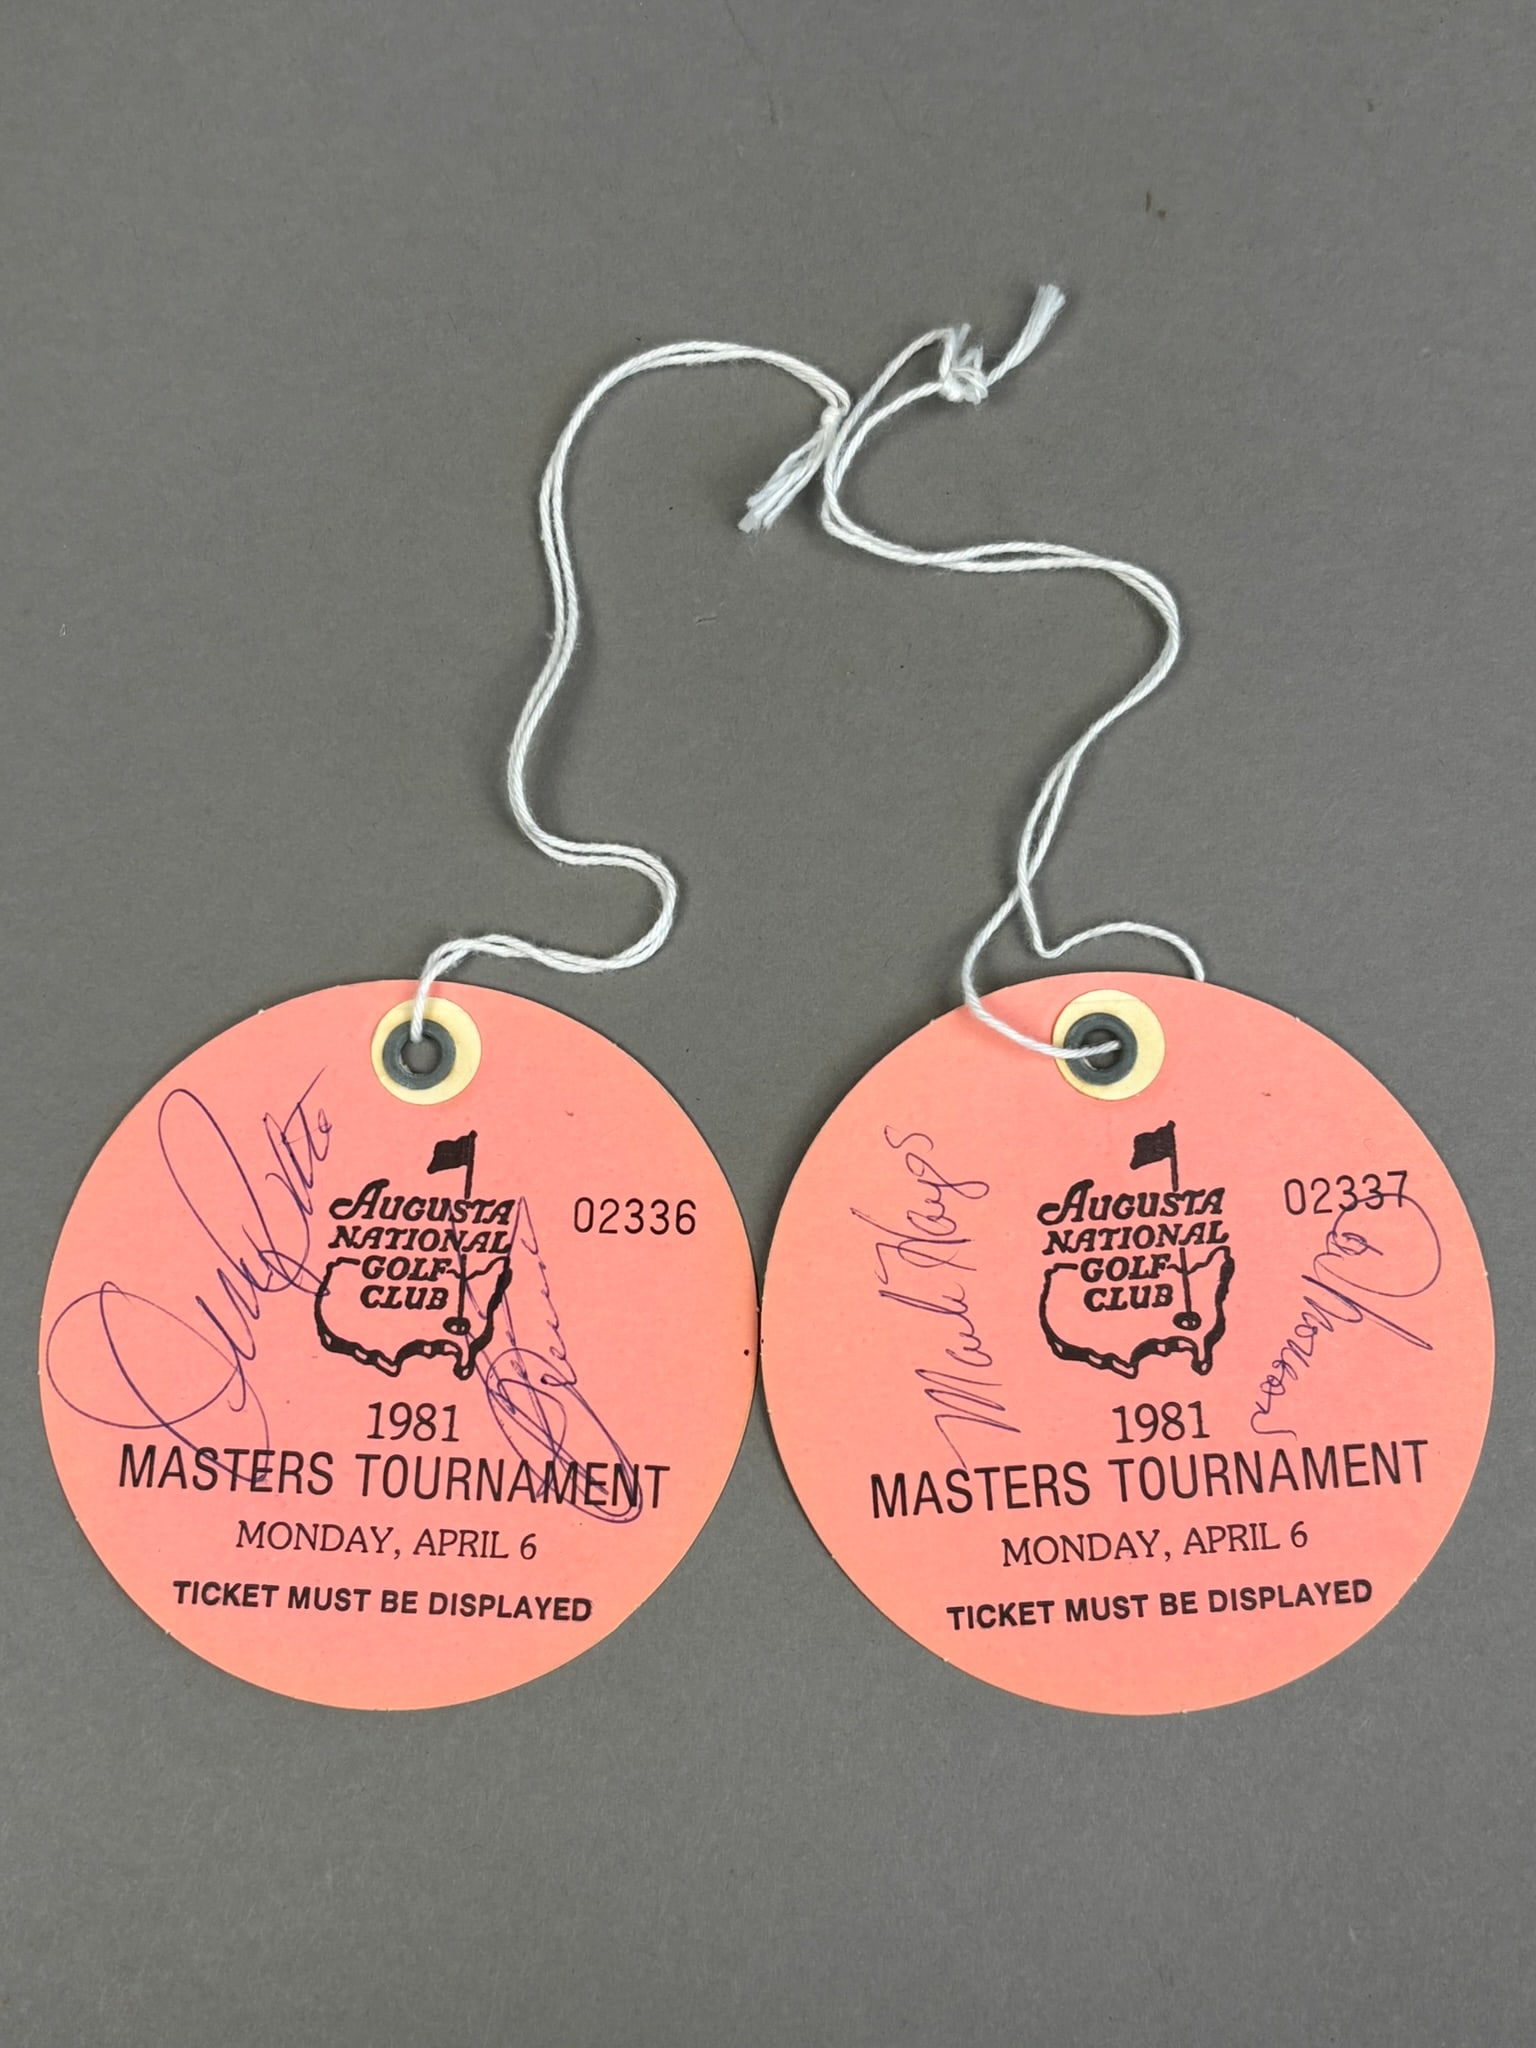 AUGUSTA
NATIONAL
GOLF
CLUB
02336
1981
MASTERS TOURNAMENT
MONDAY, APRIL 6
TICKET MUST BE DISPLAYED
Mark Hayes
AUGUSTA
NATIONAL
GOLF
CLUB
02337
1981
MASTERS TOURNAMENT
MONDAY, APRIL 6
TICKET MUST BE DISPLAYED